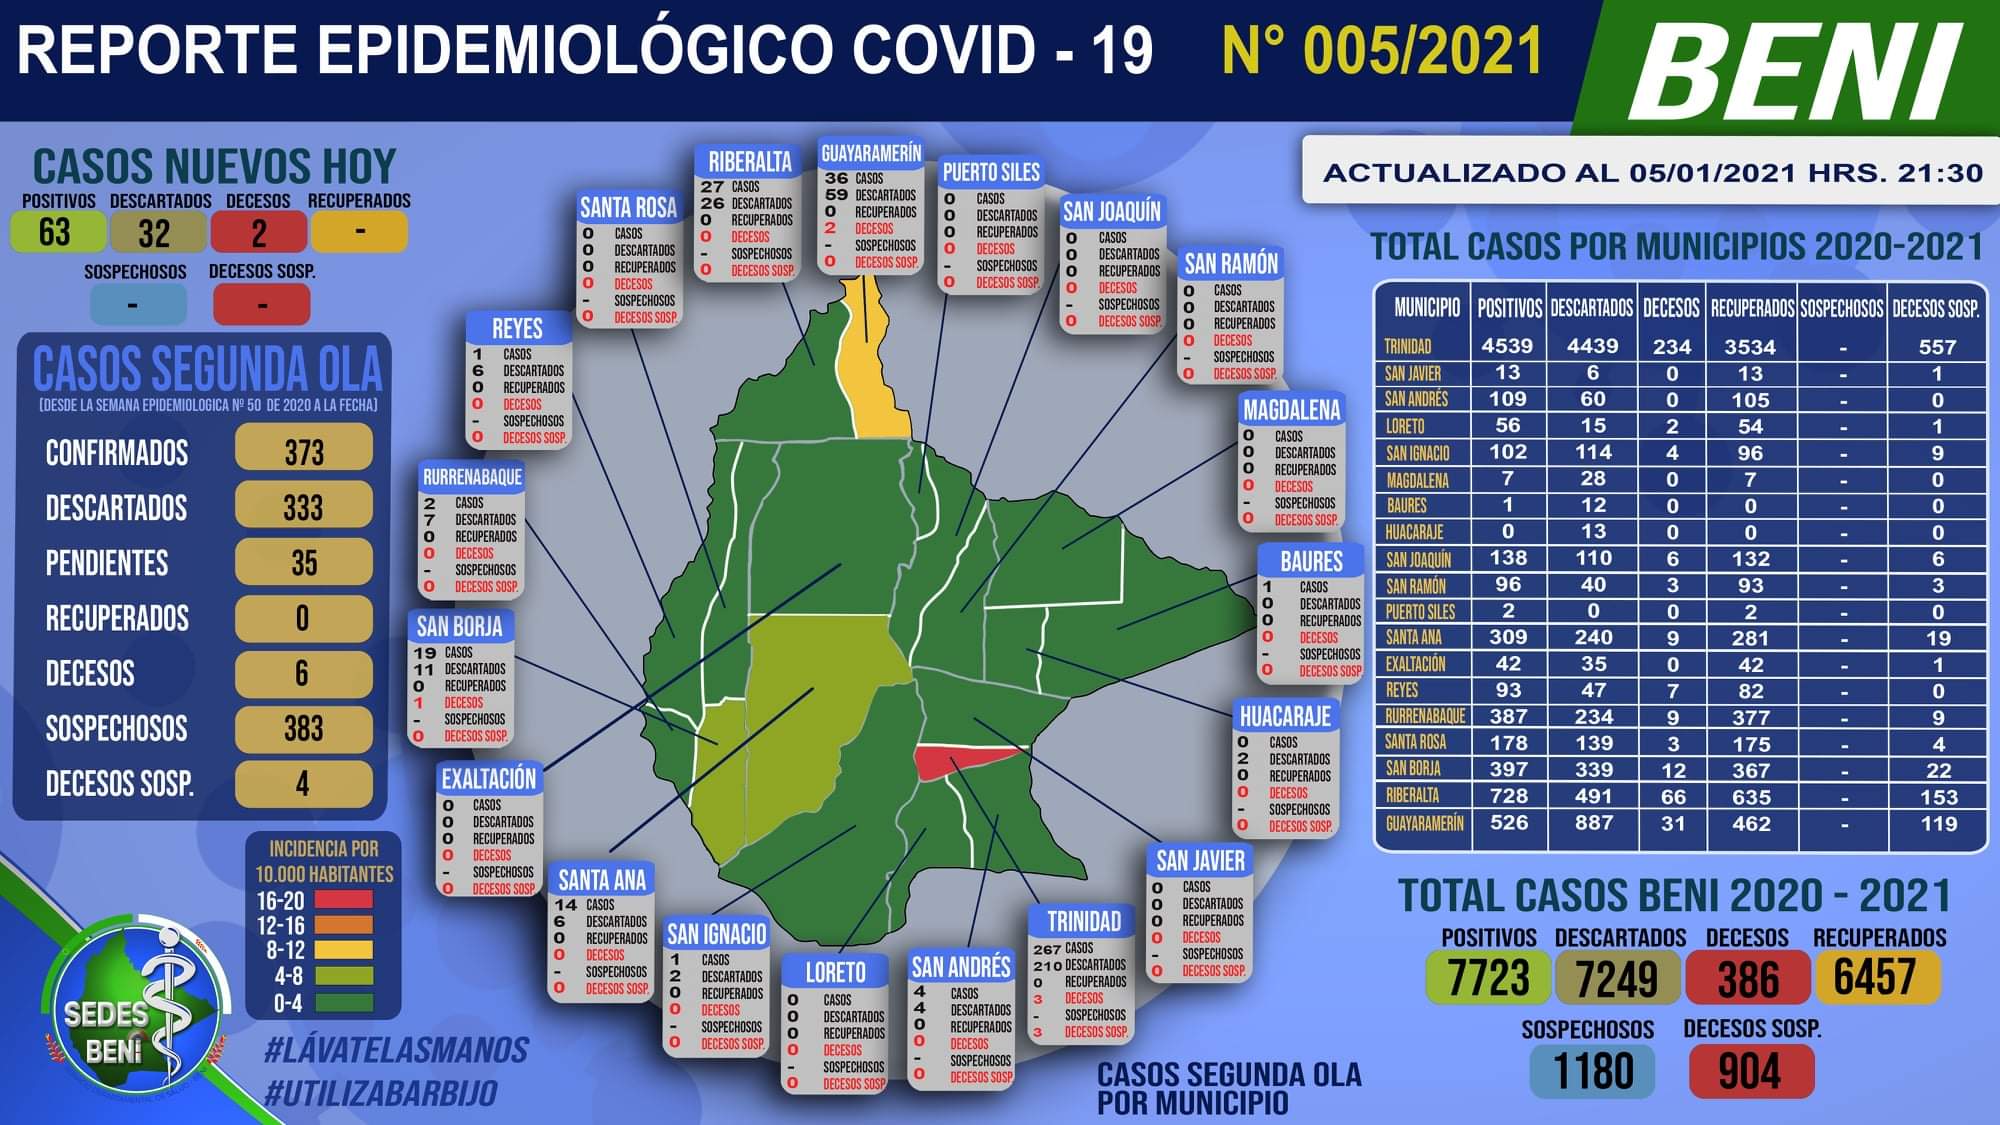 REPORTE EPIDEMIOLÓGICO COVID - 19 N° 005/2021
BENI
ACTUALIZADO AL 05/01/2021 HRS. 21:30
CASOS NUEVOS HOY
POSITIVOS DESCARTADOS DECESOS RECUPERADOS
63 32 2 -
SOSPECHOSOS DECESOS SOSP.
- -
CASOS SEGUNDA OLA
(DESDE LA SEMANA EPIDEMIOLOGICA Nº 50 DE 2020 A LA FECHA)
CONFIRMADOS 373
DESCARTADOS 333
PENDIENTES 35
RECUPERADOS 0
DECESOS 6
SOSPECHOSOS 383
DECESOS SOSP. 4
INCIDENCIA POR
10.000 HABITANTES
16-20
12-16
8-12
4-8
0-4
SEDES
BENI
#LÁVATELASMANOS
#UTILIZABARBIJO
SANTA ROSA
0 CASOS
0 DESCARTADOS
0 RECUPERADOS
0 DECESOS
- SOSPECHOSOS
0 DECESOS SOSP.
RIBERALTA
27 CASOS
26 DESCARTADOS
0 RECUPERADOS
0 DECESOS
- SOSPECHOSOS
0 DECESOS SOSP.
GUAYARAMERÍN
36 CASOS
59 DESCARTADOS
0 RECUPERADOS
2 DECESOS
- SOSPECHOSOS
0 DECESOS SOSP.
PUERTO SILES
0 CASOS
0 DESCARTADOS
0 RECUPERADOS
0 DECESOS
- SOSPECHOSOS
0 DECESOS SOSP.
SAN JOAQUÍN
0 CASOS
0 DESCARTADOS
0 RECUPERADOS
0 DECESOS
- SOSPECHOSOS
0 DECESOS SOSP.
SAN RAMÓN
0 CASOS
0 DESCARTADOS
0 RECUPERADOS
0 DECESOS
- SOSPECHOSOS
0 DECESOS SOSP.
MAGDALENA
0 CASOS
0 DESCARTADOS
0 RECUPERADOS
0 DECESOS
- SOSPECHOSOS
0 DECESOS SOSP.
BAURES
1 CASOS
0 DESCARTADOS
0 RECUPERADOS
0 DECESOS
- SOSPECHOSOS
0 DECESOS SOSP.
HUACARAJE
0 CASOS
2 DESCARTADOS
0 RECUPERADOS
0 DECESOS
- SOSPECHOSOS
0 DECESOS SOSP.
SAN JAVIER
0 CASOS
0 DESCARTADOS
0 RECUPERADOS
0 DECESOS
- SOSPECHOSOS
0 DECESOS SOSP.
TRINIDAD
267 CASOS
210 DESCARTADOS
0 RECUPERADOS
3 DECESOS
- SOSPECHOSOS
3 DECESOS SOSP.
SAN ANDRÉS
4 CASOS
4 DESCARTADOS
0 RECUPERADOS
0 DECESOS
- SOSPECHOSOS
0 DECESOS SOSP.
LORETO
0 CASOS
0 DESCARTADOS
0 RECUPERADOS
0 DECESOS
- SOSPECHOSOS
0 DECESOS SOSP
SAN IGNACIO
1 CASOS
2 DESCARTADOS
0 RECUPERADOS
0 DECESOS
- SOSPECHOSOS
0 DECESOS SOSP.
SANTA ANA
14 CASOS
6 DESCARTADOS
0 RECUPERADOS
0 DECESOS
- SOSPECHOSOS
0 DECESOS SOSP.
EXALTACIÓN
0 CASOS
0 DESCARTADOS
0 RECUPERADOS
0 DECESOS
- SOSPECHOSOS
0 DECESOS SOSP.
SAN BORJA
19 CASOS
11 DESCARTADOS
0 RECUPERADOS
1 DECESOS
- SOSPECHOSOS
0 DECESOS SOSP.
RURRENABAQUE
2 CASOS
7 DESCARTADOS
0 RECUPERADOS
0 DECESOS
- SOSPECHOSOS
0 DECESOS SOSP.
REYES
1 CASOS
6 DESCARTADOS
0 RECUPERADOS
0 DECESOS
- SOSPECHOSOS
0 DECESOS SOSP.
CASOS SEGUNDA OLA
POR MUNICIPIO
TOTAL CASOS POR MUNICIPIOS 2020-2021
MUNICIPIO POSITIVOS DESCARTADOS DECESOS RECUPERADOS SOSPECHOSOS DECESOS SOSP.
TRINIDAD 4539 4439 234 3534 - 557
SAN JAVIER 13 6 0 13 - 1
SAN ANDRÉS 109 60 0 105 - 0
LORETO 56 15 2 54 - 1
SAN IGNACIO 102 114 4 96 - 9
MAGDALENA 7 28 0 7 - 0
BAURES 1 12 0 0 - 0
HUACARAJE 0 13 0 0 - 0
SAN JOAQUÍN 138 110 6 132 - 6
SAN RAMÓN 96 40 3 93 - 3
PUERTO SILES 2 0 0 2 - 0
SANTA ANA 309 240 9 281 - 19
EXALTACIÓN 42 35 0 42 - 1
REYES 93 47 7 82 - 0
RURRENABAQUE 387 234 9 377 - 9
SANTA ROSA 178 139 3 175 - 4
SAN BORJA 397 339 12 367 - 22
RIBERALTA 728 491 66 635 - 153
GUAYARAMERÍN 526 887 31 462 - 119
TOTAL CASOS BENI 2020 - 2021
POSITIVOS DESCARTADOS DECESOS RECUPERADOS
7723 7249 386 6457
SOSPECHOSOS DECESOS SOSP.
1180 904